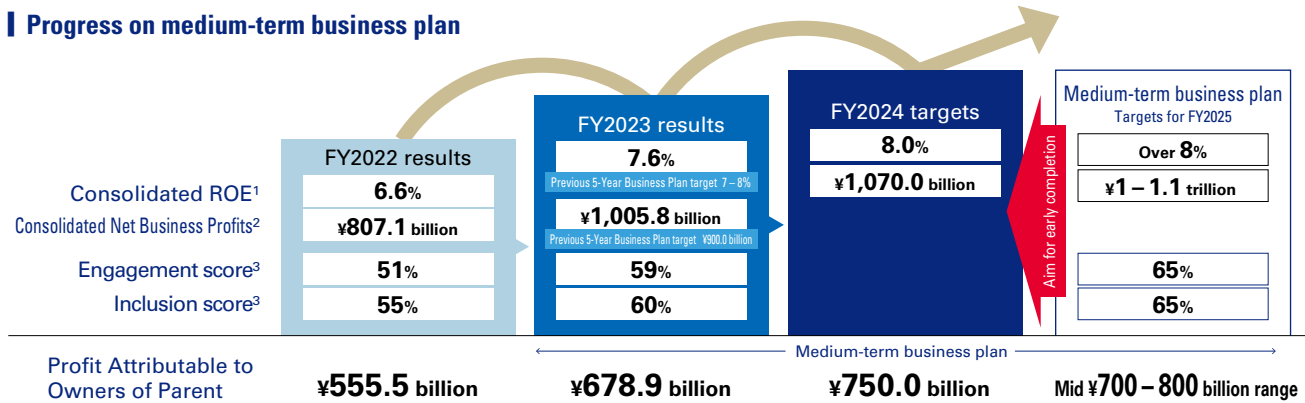 Progress on medium-term business plan
FY2022 results
FY2023 results
FY2024 targets
Medium-term business plan
Targets for FY2025
Consolidated ROE¹
6.6%
7.6%
Previous 5-Year Business Plan target 7 – 8%
8.0%
Over 8%
Consolidated Net Business Profits²
¥807.1 billion
¥1,005.8 billion
Previous 5-Year Business Plan target ¥900.0 billion
¥1,070.0 billion
¥1 – 1.1 trillion
Engagement score³
51%
59%
65%
Inclusion score³
55%
60%
65%
Aim for early completion
Medium-term business plan
Profit Attributable to
Owners of Parent
¥555.5 billion
¥678.9 billion
¥750.0 billion
Mid ¥700 – 800 billion range